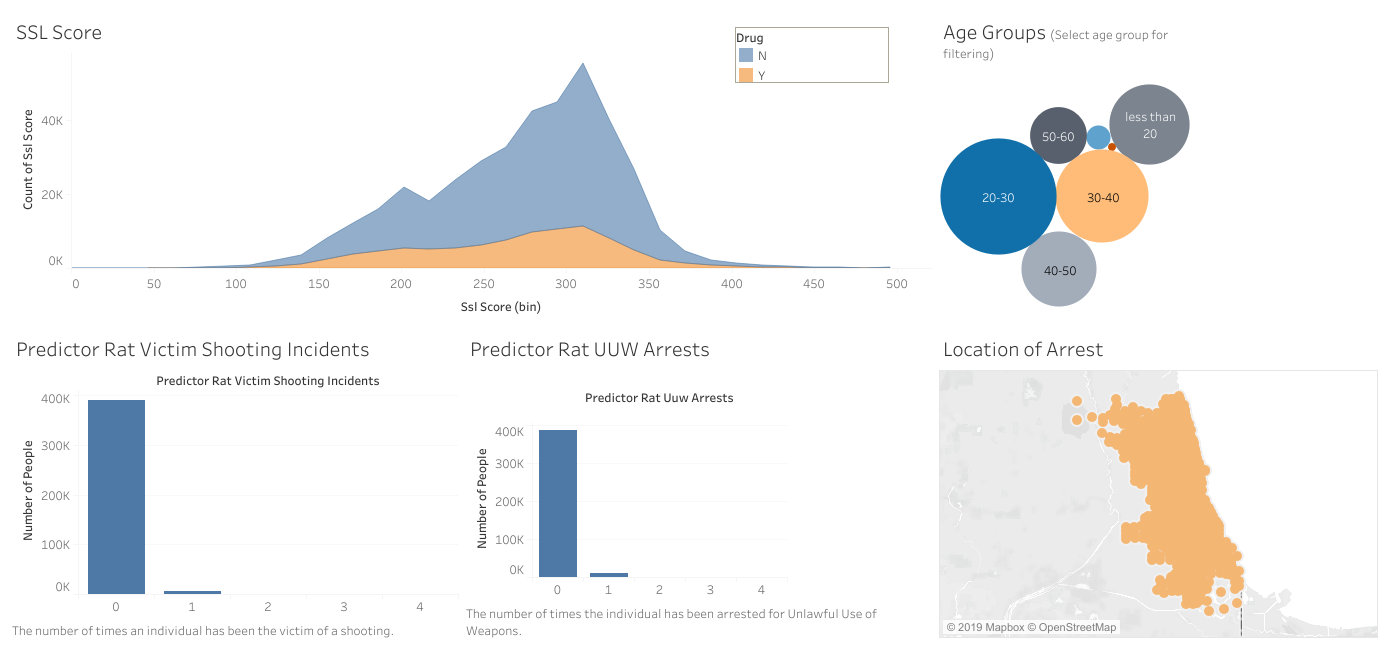 SSL Score
Drug
N
Y
Count of Ssl Score
40K
20K
0K
0
50
100
150
200
250
300
350
400
450
500
Ssl Score (bin)
Age Groups (Select age group for
filtering)
less than
20
50-60
20-30
30-40
40-50
Predictor Rat Victim Shooting Incidents
Predictor Rat Victim Shooting Incidents
Number of People
400K
300K
200K
100K
0K
0
1
2
3
4
The number of times an individual has been the victim of a shooting.
Predictor Rat UUW Arrests
Predictor Rat Uuw Arrests
Number of People
400K
300K
200K
100K
0K
0
1
2
3
4
The number of times the individual has been arrested for Unlawful Use of
Weapons.
Location of Arrest
© 2019 Mapbox © OpenStreetMap